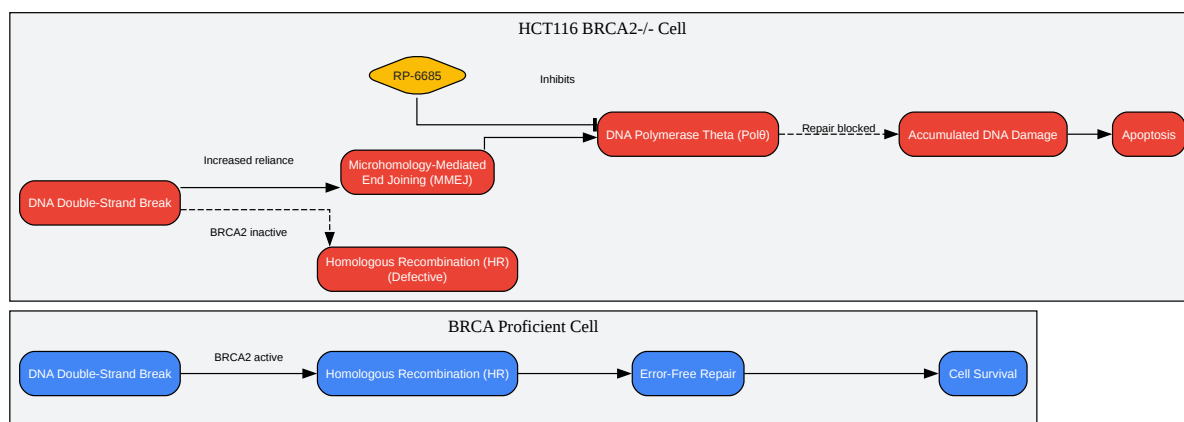 HCT116 BRCA2-/- Cell
RP-6685
Inhibits
DNA Polymerase Theta (Polθ)
Repair blocked
Accumulated DNA Damage
Apoptosis
Increased reliance
Microhomology-Mediated
End Joining (MMEJ)
DNA Double-Strand Break
BRCA2 inactive
Homologous Recombination (HR)
(Defective)
BRCA Proficient Cell
DNA Double-Strand Break
BRCA2 active
Homologous Recombination (HR)
Error-Free Repair
Cell Survival